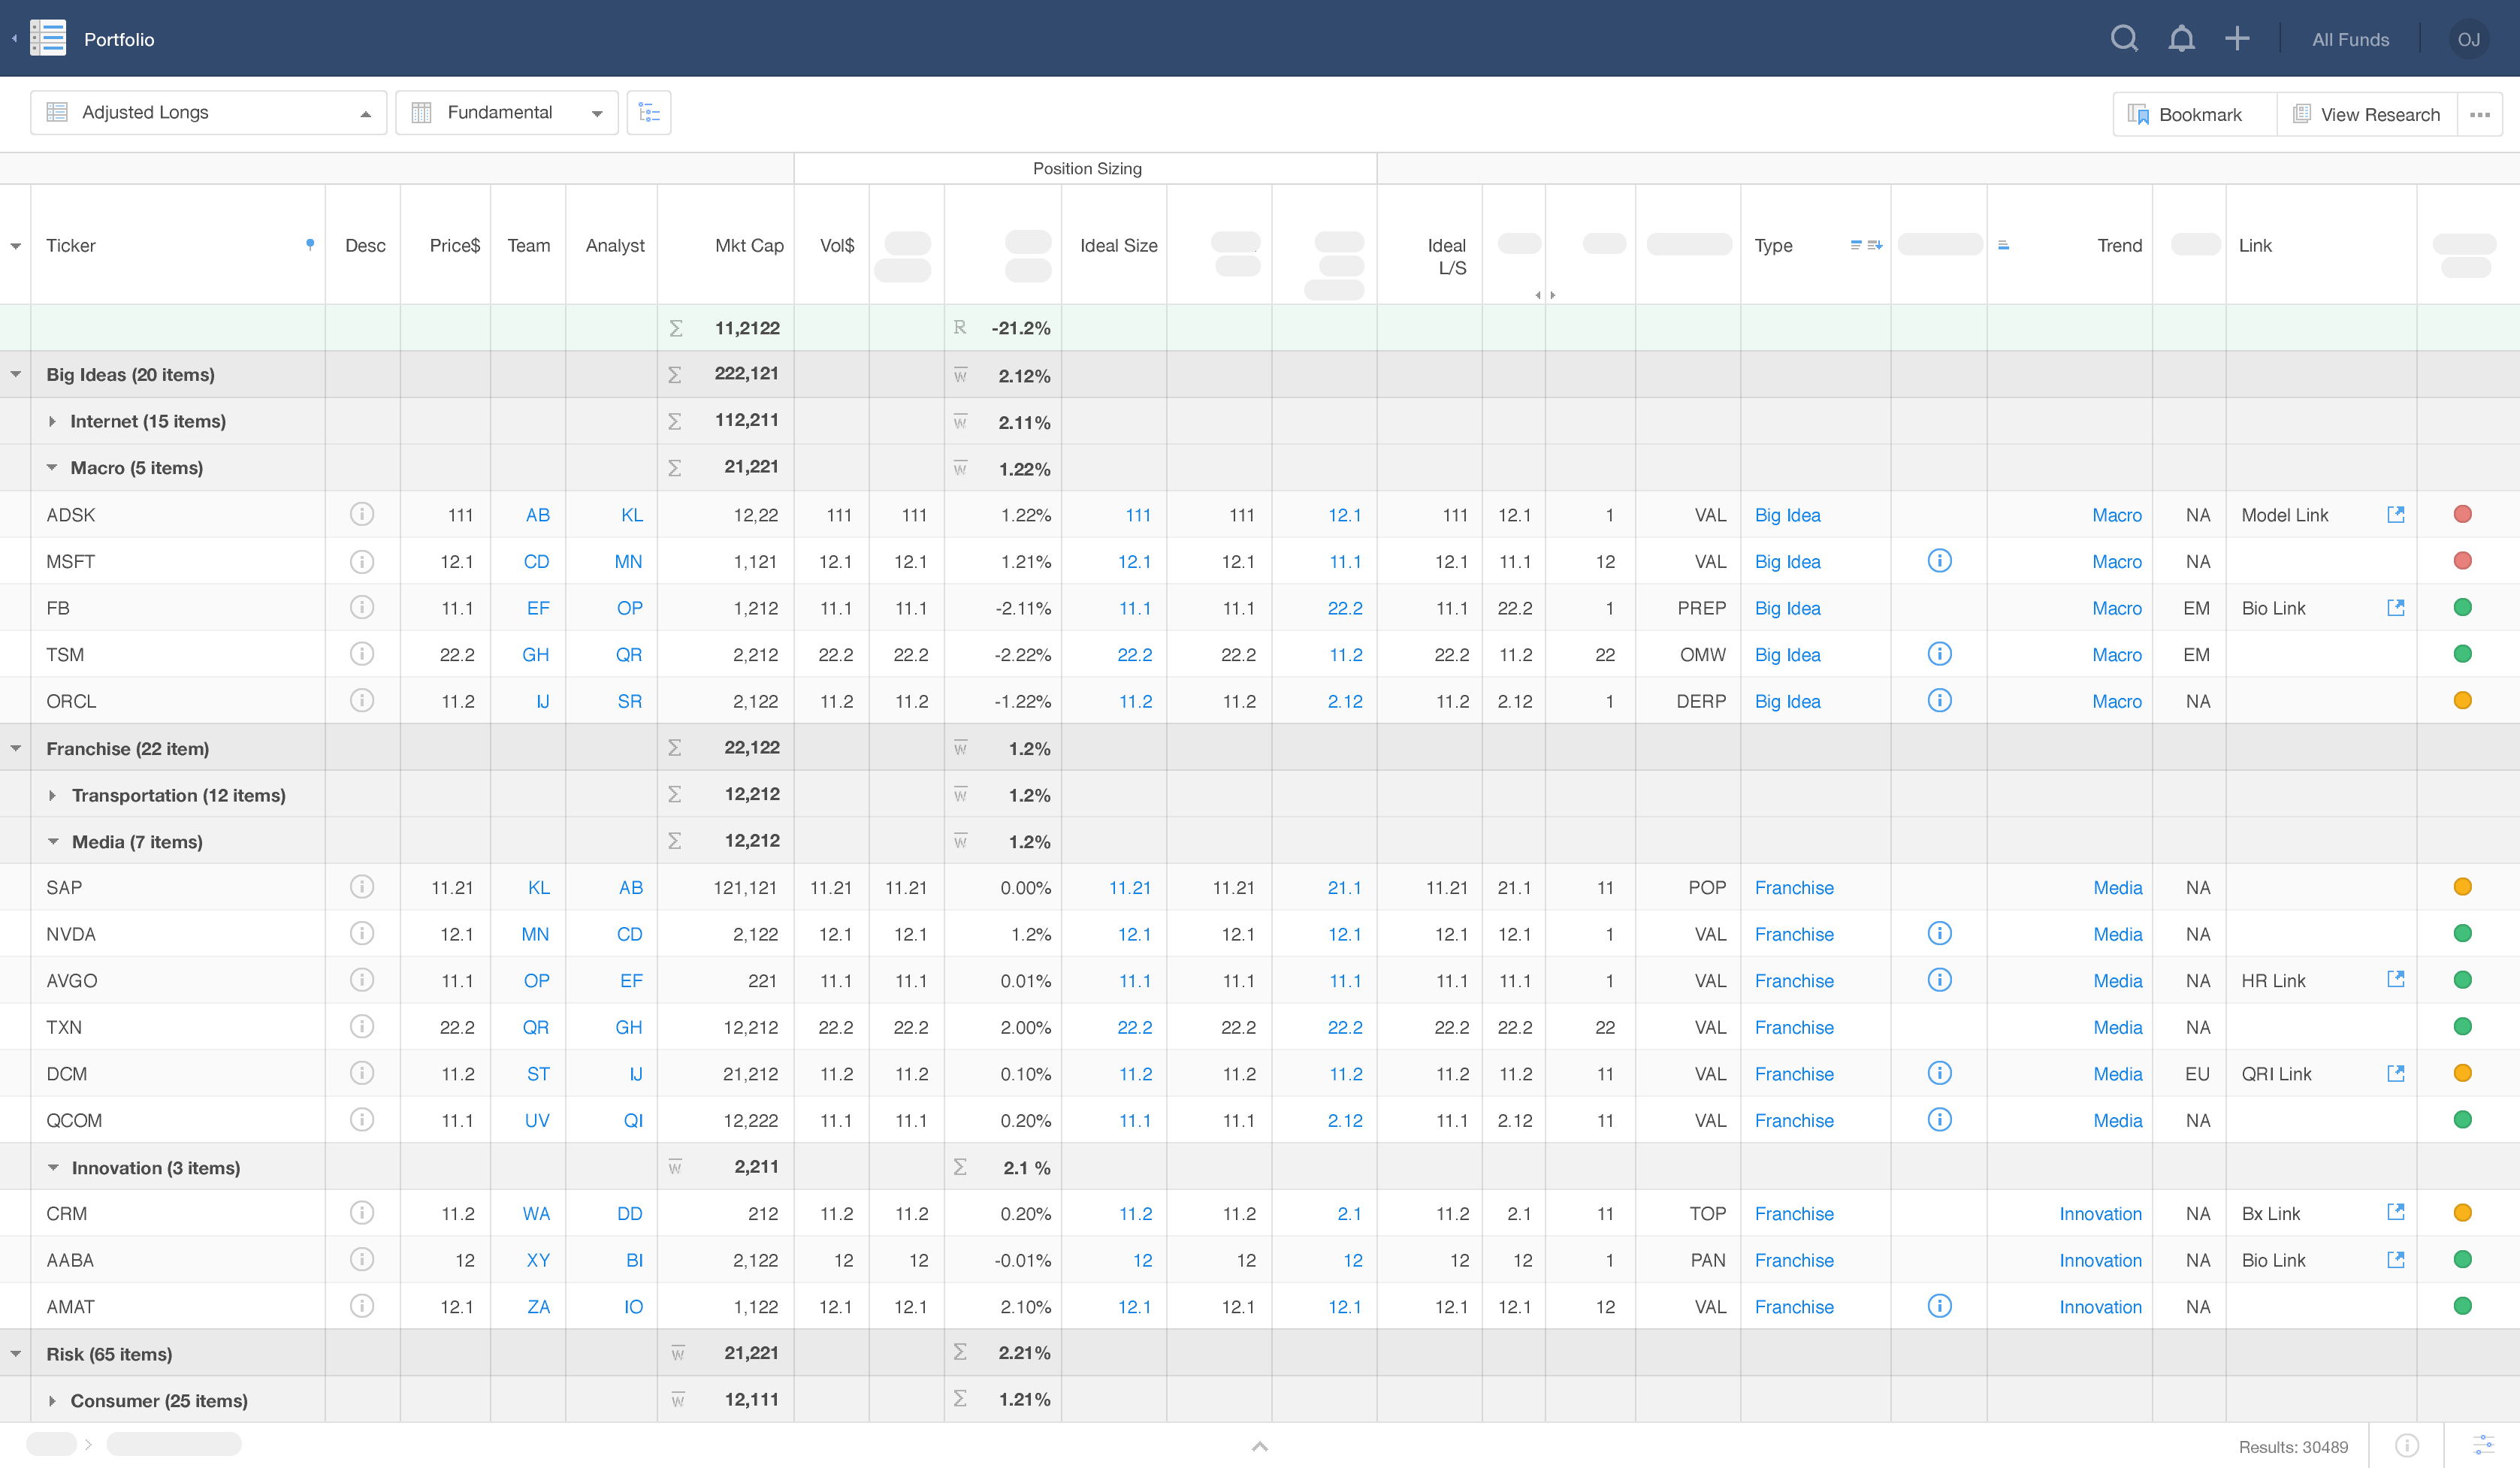 Portfolio All Funds OJ
Adjusted Longs Fundamental Bookmark View Research
Position Sizing
Ticker Desc Price$ Team Analyst Mkt Cap Vol$ Ideal Size Ideal L/S Type Trend Link
Σ 11,2122 R -21.2%
Big Ideas (20 items) Σ 222,121 W 2.12%
Internet (15 items) Σ 112,211 W 2.11%
Macro (5 items) Σ 21,221 W 1.22%
ADSK 111 AB KL 12,22 111 111 1.22% 111 111 12.1 111 12.1 1 VAL Big Idea Macro NA Model Link
MSFT 12.1 CD MN 1,121 12.1 12.1 1.21% 12.1 12.1 11.1 12.1 11.1 12 VAL Big Idea Macro NA
FB 11.1 EF OP 1,212 11.1 11.1 -2.11% 11.1 11.1 22.2 11.1 22.2 1 PREP Big Idea Macro EM Bio Link
TSM 22.2 GH QR 2,212 22.2 22.2 -2.22% 22.2 22.2 11.2 22.2 11.2 22 OMW Big Idea Macro EM
ORCL 11.2 IJ SR 2,122 11.2 11.2 -1.22% 11.2 11.2 2.12 11.2 2.12 1 DERP Big Idea Macro NA
Franchise (22 item) Σ 22,122 W 1.2%
Transportation (12 items) Σ 12,212 W 1.2%
Media (7 items) Σ 12,212 W 1.2%
SAP 11.21 KL AB 121,121 11.21 11.21 0.00% 11.21 11.21 21.1 11.21 21.1 11 POP Franchise Media NA
NVDA 12.1 MN CD 2,122 12.1 12.1 1.2% 12.1 12.1 12.1 12.1 12.1 1 VAL Franchise Media NA
AVGO 11.1 OP EF 221 11.1 11.1 0.01% 11.1 11.1 11.1 11.1 11.1 1 VAL Franchise Media NA HR Link
TXN 22.2 QR GH 12,212 22.2 22.2 2.00% 22.2 22.2 22.2 22.2 22.2 22 VAL Franchise Media NA
DCM 11.2 ST IJ 21,212 11.2 11.2 0.10% 11.2 11.2 11.2 11.2 11.2 11 VAL Franchise Media EU QRI Link
QCOM 11.1 UV QI 12,222 11.1 11.1 0.20% 11.1 11.1 2.12 11.1 2.12 11 VAL Franchise Media NA
Innovation (3 items) W 2,211 Σ 2.1 %
CRM 11.2 WA DD 212 11.2 11.2 0.20% 11.2 11.2 2.1 11.2 2.1 11 TOP Franchise Innovation NA Bx Link
AABA 12 XY BI 2,122 12 12 -0.01% 12 12 12 12 12 1 PAN Franchise Innovation NA Bio Link
AMAT 12.1 ZA IO 1,122 12.1 12.1 2.10% 12.1 12.1 12.1 12.1 12.1 12 VAL Franchise Innovation NA
Risk (65 items) W 21,221 Σ 2.21%
Consumer (25 items) W 12,111 Σ 1.21%
Results: 30489